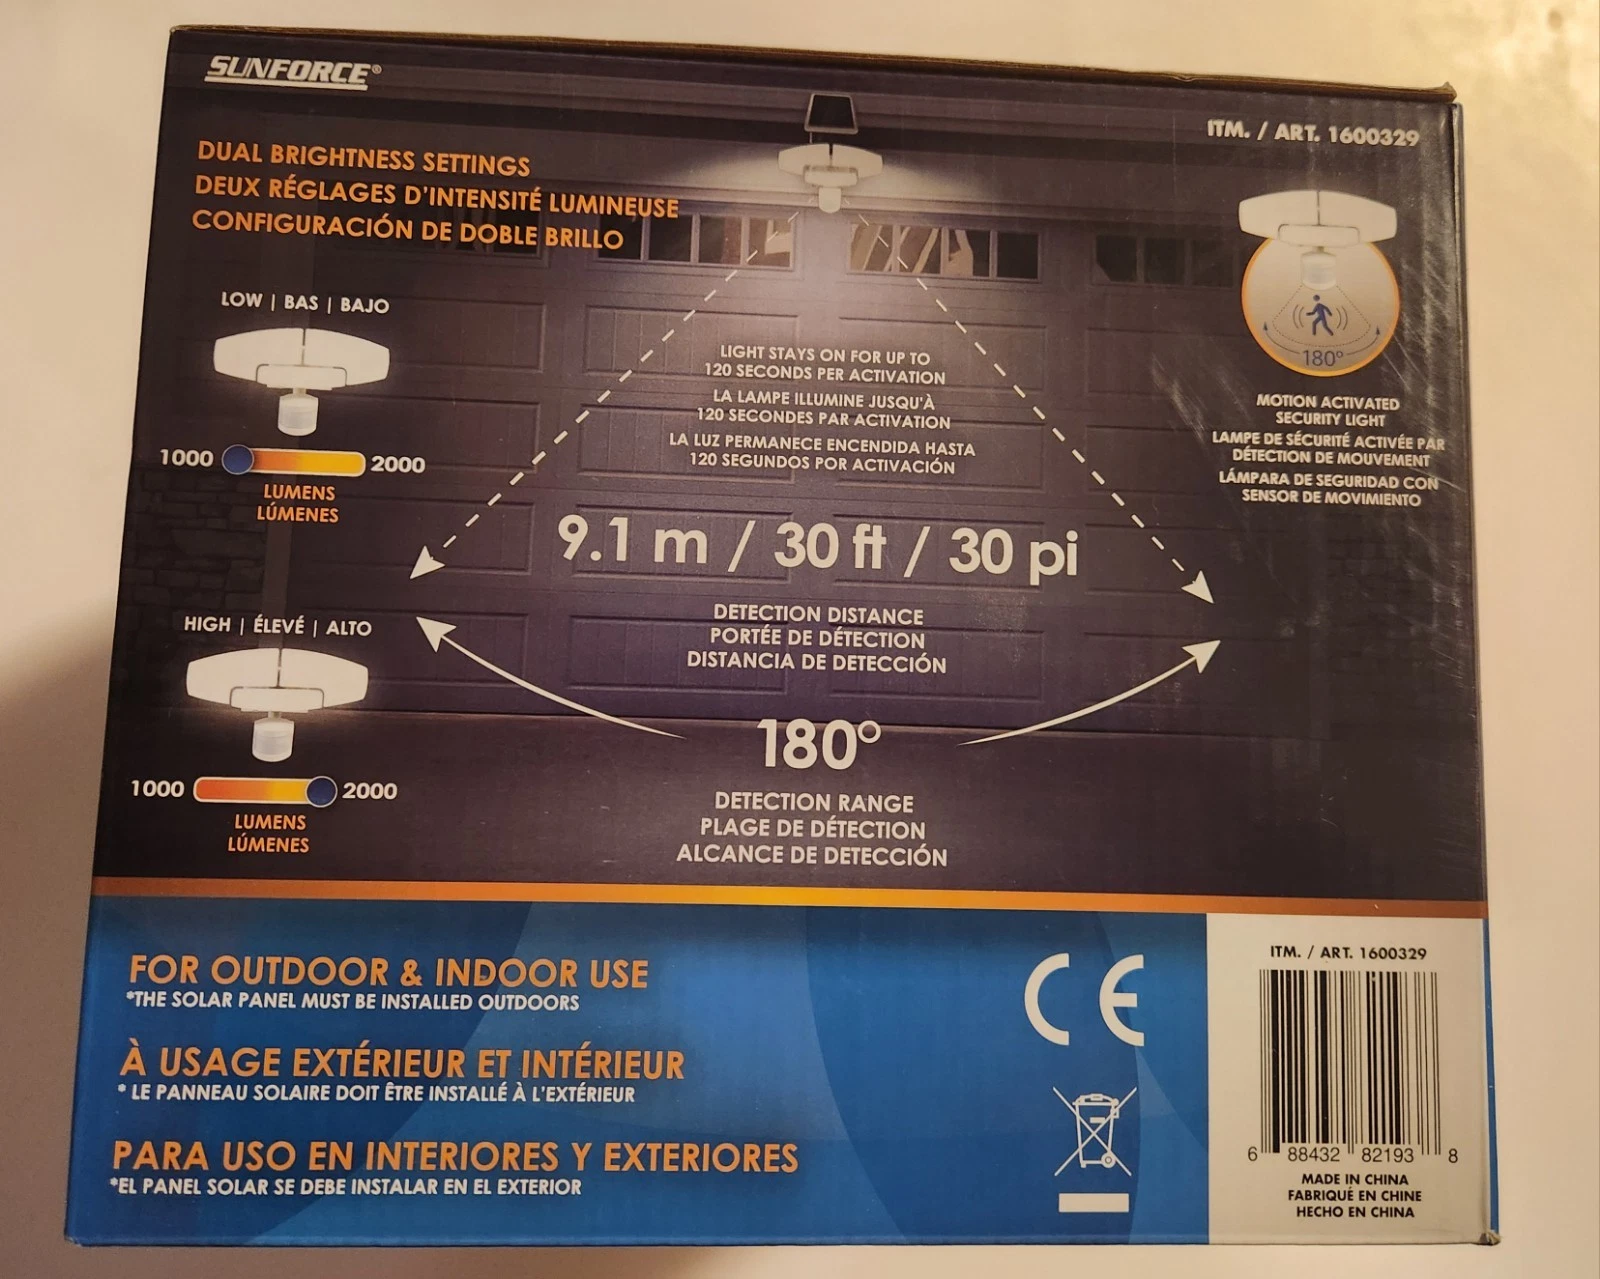 SUNFORCE®
ITM. / ART. 1600329
DUAL BRIGHTNESS SETTINGS
DEUX RÉGLAGES D'INTENSITÉ LUMINEUSE
CONFIGURACIÓN DE DOBLE BRILLO
LOW | BAS | BAJO
1000 2000
LUMENS
LÚMENES
HIGH | ÉLEVÉ | ALTO
1000 2000
LUMENS
LÚMENES
LIGHT STAYS ON FOR UP TO
120 SECONDS PER ACTIVATION
LA LAMPE ILLUMINE JUSQU'À
120 SECONDES PAR ACTIVATION
LA LUZ PERMANECE ENCENDIDA HASTA
120 SEGUNDOS POR ACTIVACIÓN
9.1 m / 30 ft / 30 pi
DETECTION DISTANCE
PORTÉE DE DÉTECTION
DISTANCIA DE DETECCIÓN
180°
DETECTION RANGE
PLAGE DE DÉTECTION
ALCANCE DE DETECCIÓN
180°
MOTION ACTIVATED
SECURITY LIGHT
LAMPE DE SÉCURITÉ ACTIVÉE PAR
DÉTECTION DE MOUVEMENT
LÁMPARA DE SEGURIDAD CON
SENSOR DE MOVIMIENTO
FOR OUTDOOR & INDOOR USE
*THE SOLAR PANEL MUST BE INSTALLED OUTDOORS
À USAGE EXTÉRIEUR ET INTÉRIEUR
* LE PANNEAU SOLAIRE DOIT ÊTRE INSTALLÉ À L'EXTÉRIEUR
PARA USO EN INTERIORES Y EXTERIORES
*EL PANEL SOLAR SE DEBE INSTALAR EN EL EXTERIOR
CE
ITM. / ART. 1600329
6 88432 82193 8
MADE IN CHINA
FABRIQUÉ EN CHINE
HECHO EN CHINA